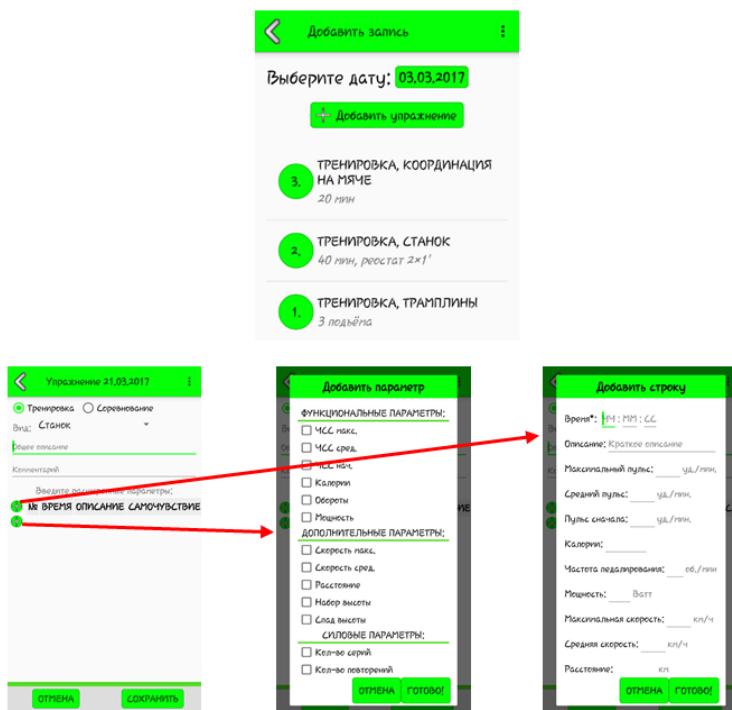 Добавить запись
Выберите дату: 03.03.2017
Добавить упражнение
3.
ТРЕНИРОВКА, КООРДИНАЦИЯ
НА МЯЧЕ
20 мин
2.
ТРЕНИРОВКА, СТАНОК
40 мин, реостат 2×1'
1.
ТРЕНИРОВКА, ТРАМПЛИНЫ
3 подъёма
Упражнение 21.03.2017
Тренировка Соревнование
Вид: Станок
Общее описание
Комментарий
Введите расширенные параметры:
№ ВРЕМЯ ОПИСАНИЕ САМОЧУВСТВИЕ
ОТМЕНА СОХРАНИТЬ
Добавить параметр
ФУНКЦИОНАЛЬНЫЕ ПАРАМЕТРЫ:
ЧСС макс.
ЧСС сред.
ЧСС нач.
Калории
Обороты
Мощность
ДОПОЛНИТЕЛЬНЫЕ ПАРАМЕТРЫ:
Скорость макс.
Скорость сред.
Расстояние
Набор высоты
Спад высоты
СИЛОВЫЕ ПАРАМЕТРЫ:
Кол-во серий
Кол-во повторений
ОТМЕНА ГОТОВО!
Добавить строку
Время*: ЧЧ : ММ : СС
Описание: Краткое описание
Максимальный пульс: уд./мин.
Средний пульс: уд./мин.
Пульс сначала: уд./мин.
Калории:
Частота педалирования: об./мин
Мощность: Ватт
Максимальная скорость: км/ч
Средняя скорость: км/ч
Расстояние: км
ОТМЕНА ГОТОВО!